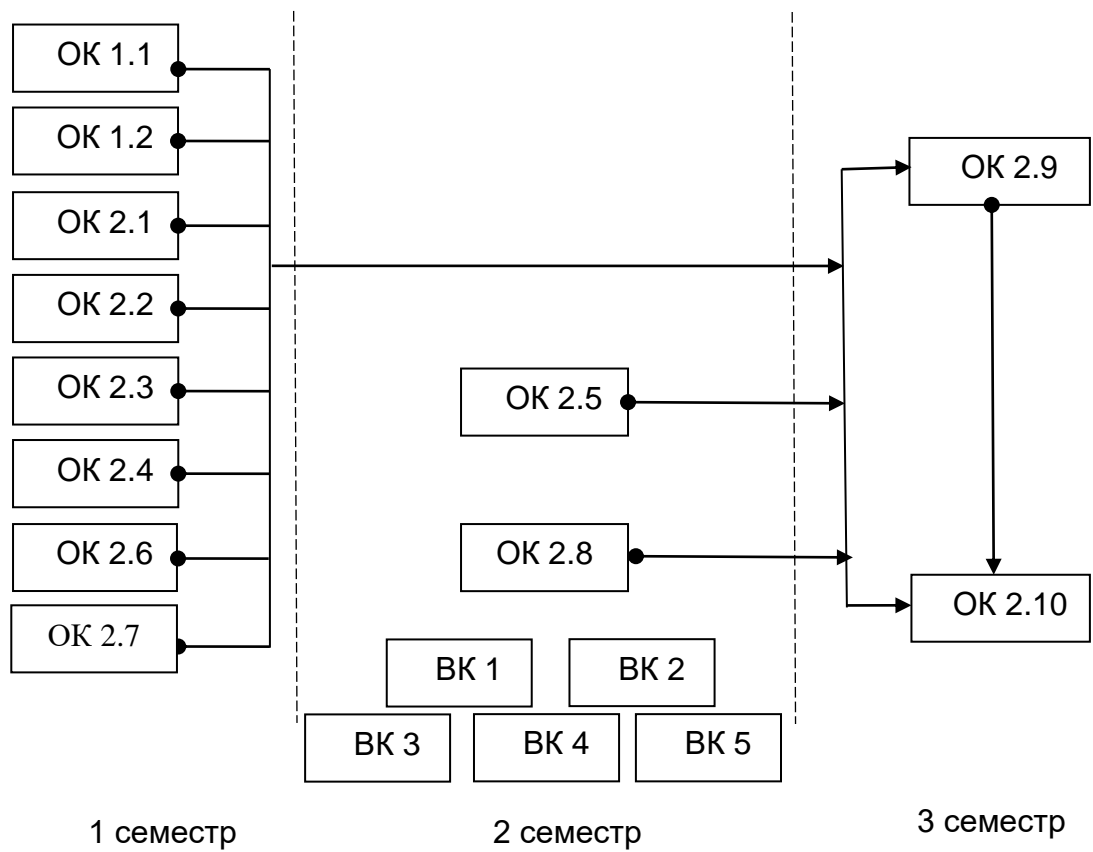 ОК 1.1
ОК 1.2
ОК 2.1
ОК 2.2
ОК 2.3
ОК 2.4
ОК 2.6
ОК 2.7
ОК 2.5
ОК 2.8
ВК 1
ВК 2
ВК 3
ВК 4
ВК 5
ОК 2.9
ОК 2.10
1 семестр
2 семестр
3 семестр